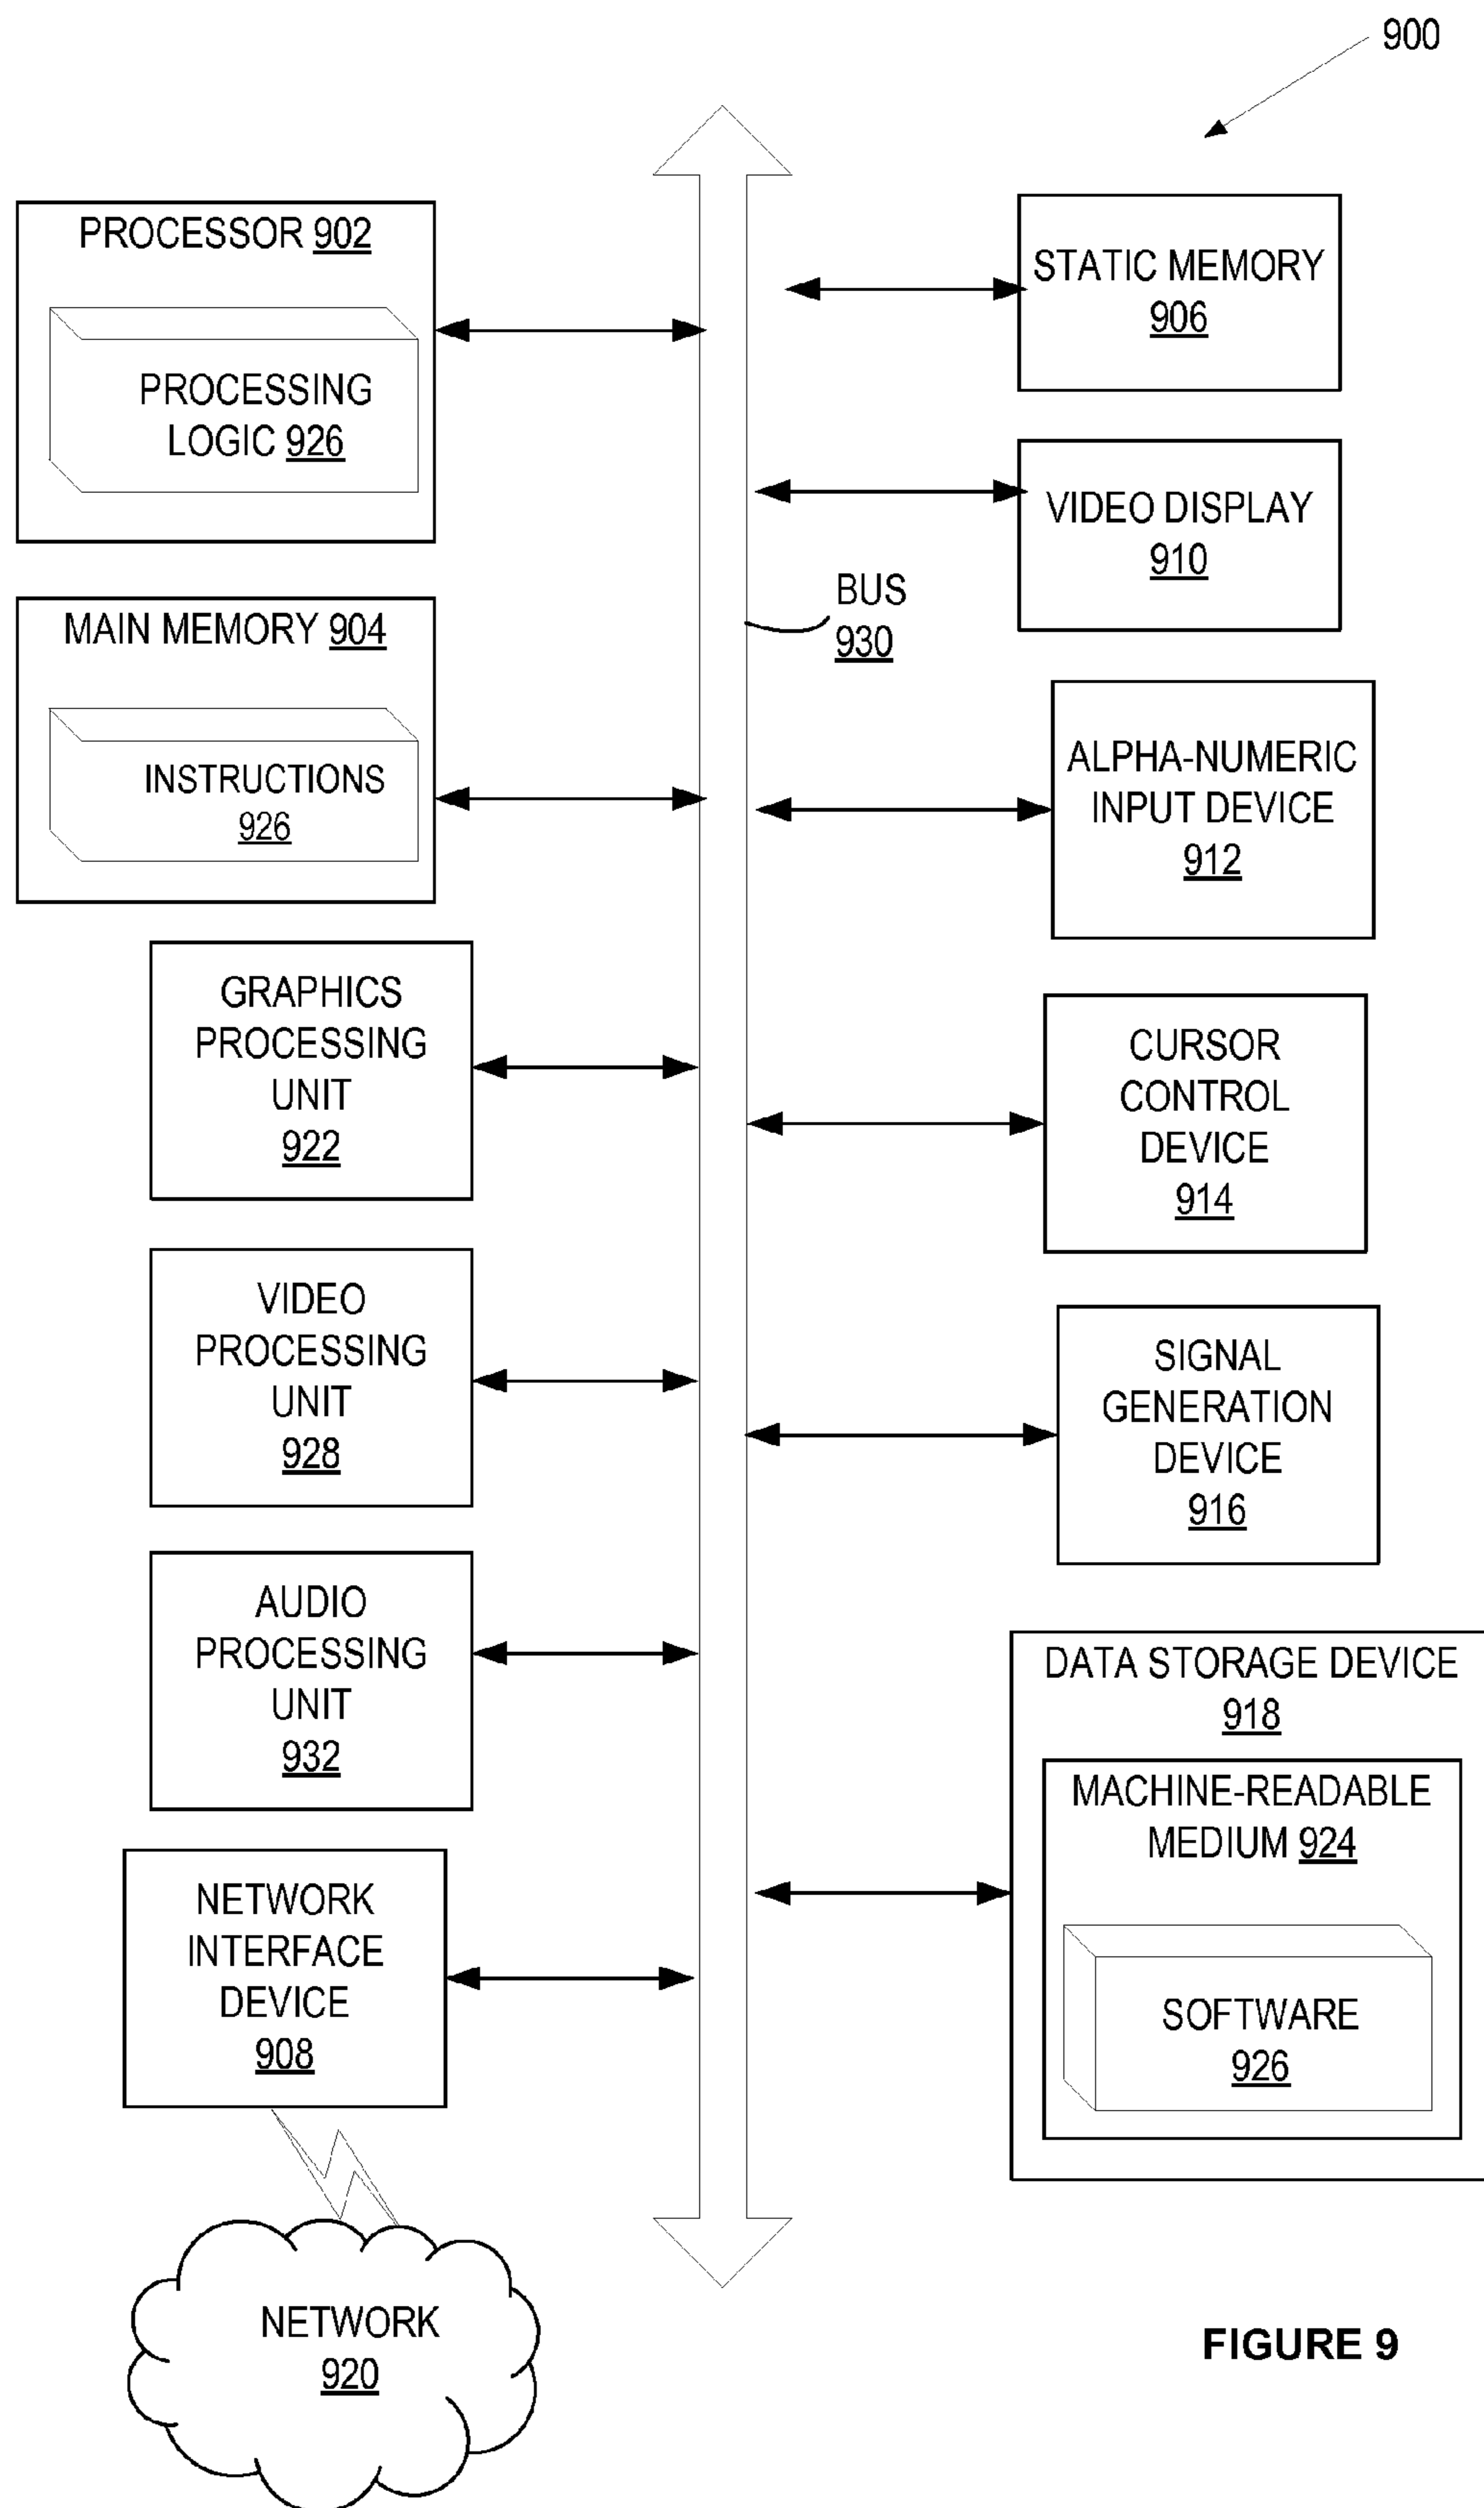 900
PROCESSOR 902
PROCESSING
LOGIC 926
MAIN MEMORY 904
INSTRUCTIONS
926
GRAPHICS
PROCESSING
UNIT
922
VIDEO
PROCESSING
UNIT
928
AUDIO
PROCESSING
UNIT
932
NETWORK
INTERFACE
DEVICE
908
NETWORK
920
BUS
930
STATIC MEMORY
906
VIDEO DISPLAY
910
ALPHA-NUMERIC
INPUT DEVICE
912
CURSOR
CONTROL
DEVICE
914
SIGNAL
GENERATION
DEVICE
916
DATA STORAGE DEVICE
918
MACHINE-READABLE
MEDIUM 924
SOFTWARE
926
FIGURE 9